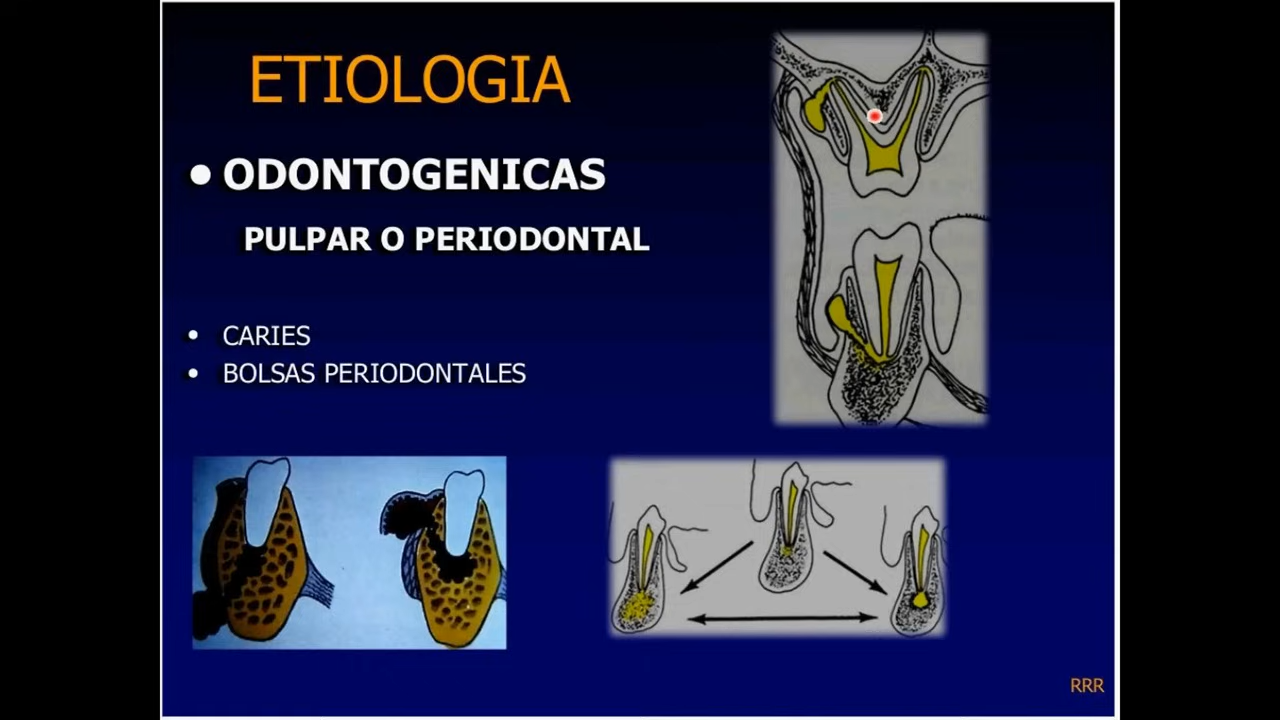 ETIOLOGIA
• ODONTOGENICAS
PULPAR O PERIODONTAL
• CARIES
• BOLSAS PERIODONTALES
RRR